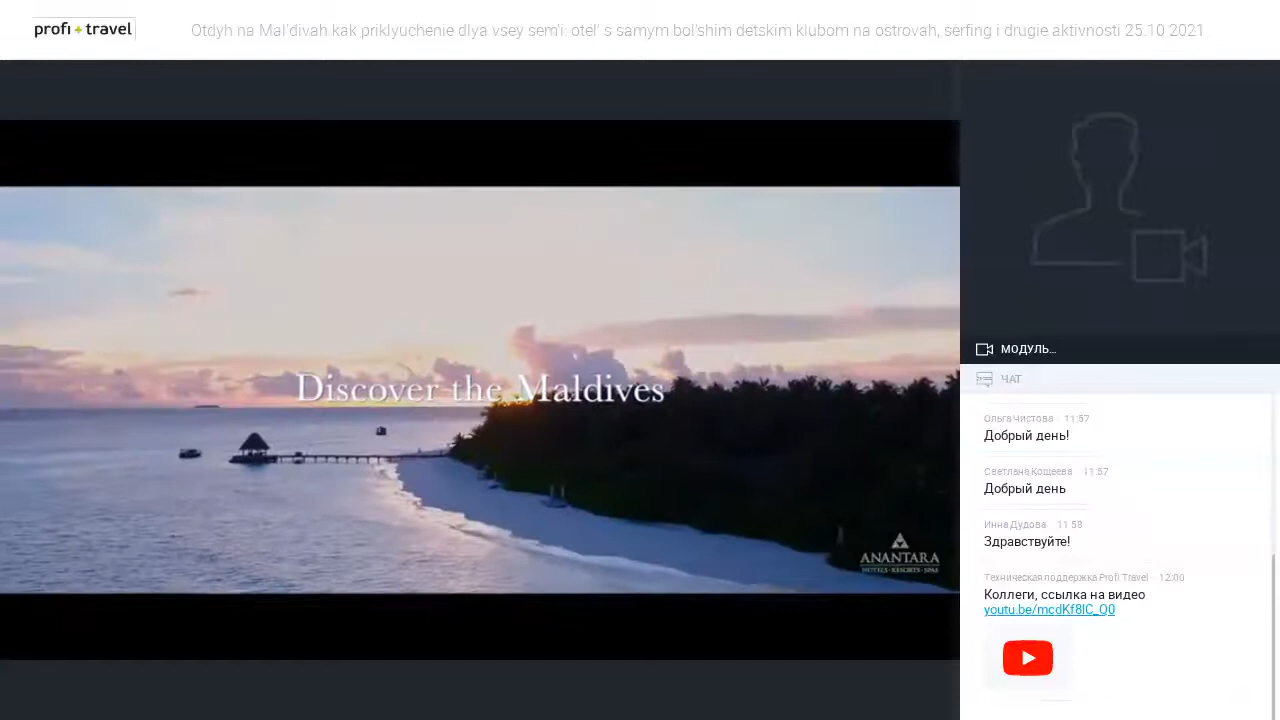 profi + travel
Otdyh na Mal'divah kak priklyuchenie dlya vsey sem'i: otel' s samym bol'shim detskim klubom na ostrovah, serfing i drugie aktivnosti 25.10 2021
Discover the Maldives
ANANTARA
HOTELS · RESORTS · SPAS
МОДУЛЬ...
ЧАТ
Ольга Чистова · 11:57
Добрый день!
Светлана Кощеева · 11:57
Добрый день
Инна Дудова · 11:58
Здравствуйте!
Техническая поддержка Profi Travel · 12:00
Коллеги, ссылка на видео
youtu.be/mcdKf8lC_Q0